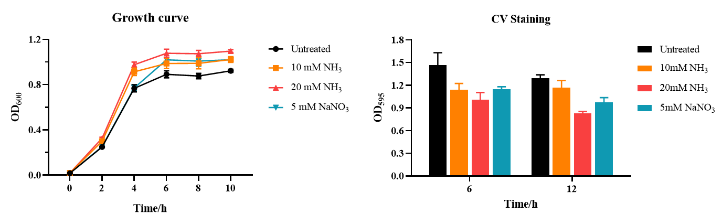 Growth curve
1.2
0.8
0.4
0.0
OD600
0 2 4 6 8 10
Time/h
Untreated
10 mM NH3
20 mM NH3
5 mM NaNO3
CV Staining
1.8
1.5
1.2
0.9
0.6
0.3
0.0
OD595
6 12
Time/h
Untreated
10mM NH3
20mM NH3
5mM NaNO3